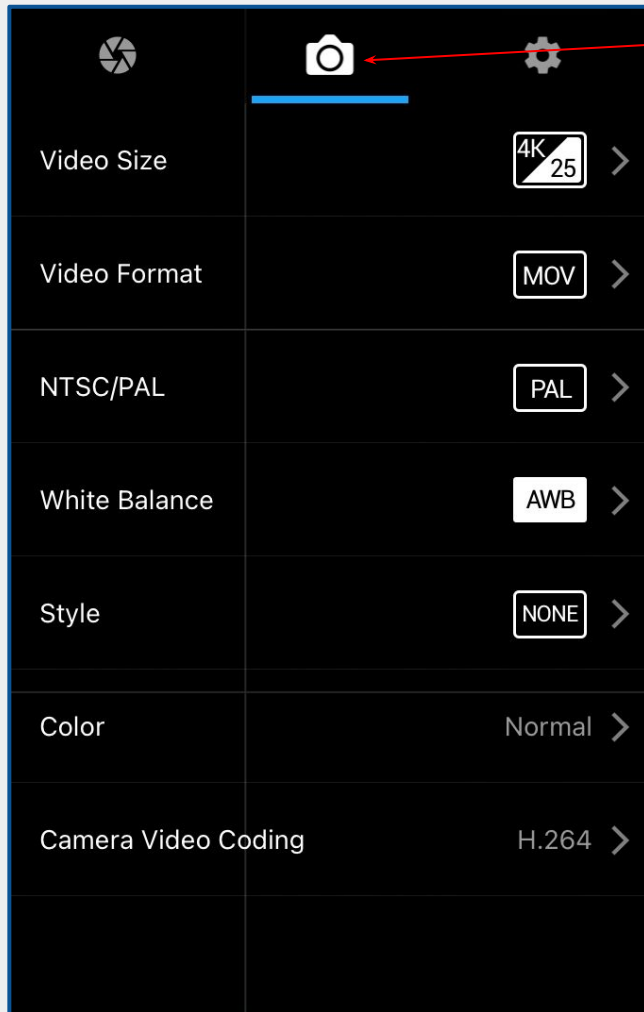 Video Size 4K 25
Video Format MOV
NTSC/PAL PAL
White Balance AWB
Style NONE
Color Normal
Camera Video Coding H.264